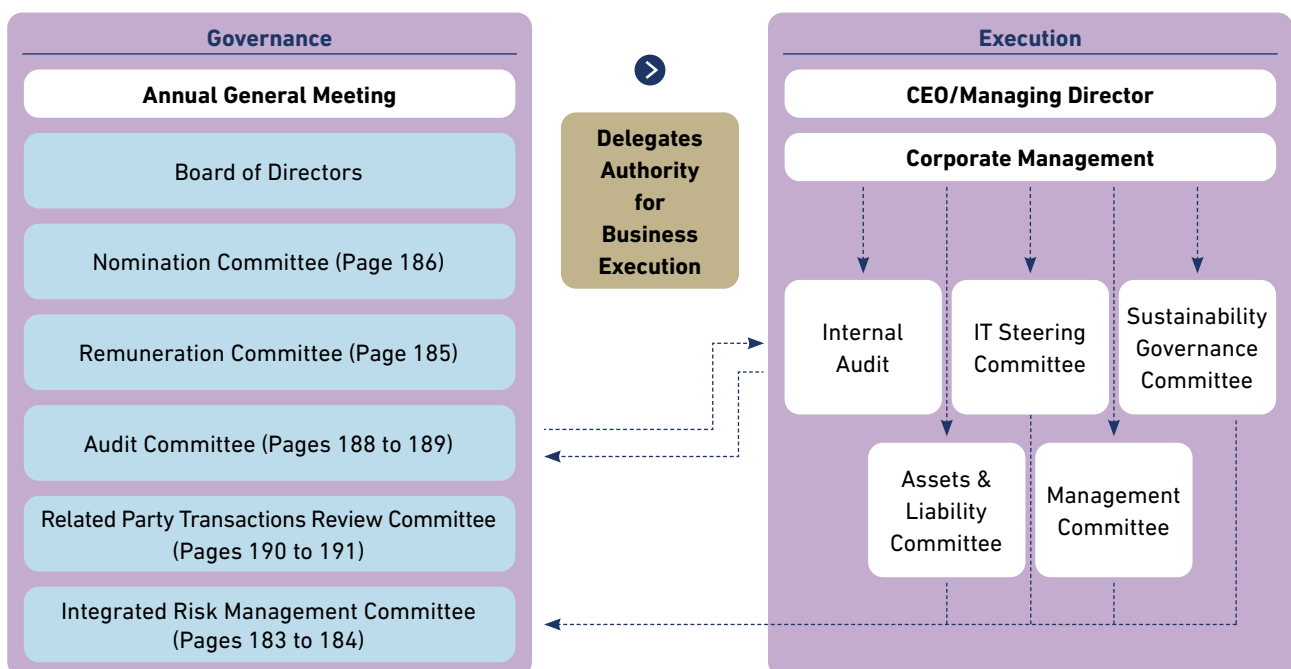 Governance
Annual General Meeting
Board of Directors
Nomination Committee (Page 186)
Remuneration Committee (Page 185)
Audit Committee (Pages 188 to 189)
Related Party Transactions Review Committee
(Pages 190 to 191)
Integrated Risk Management Committee
(Pages 183 to 184)
Delegates
Authority
for
Business
Execution
Execution
CEO/Managing Director
Corporate Management
Internal
Audit
IT Steering
Committee
Sustainability
Governance
Committee
Assets &
Liability
Committee
Management
Committee